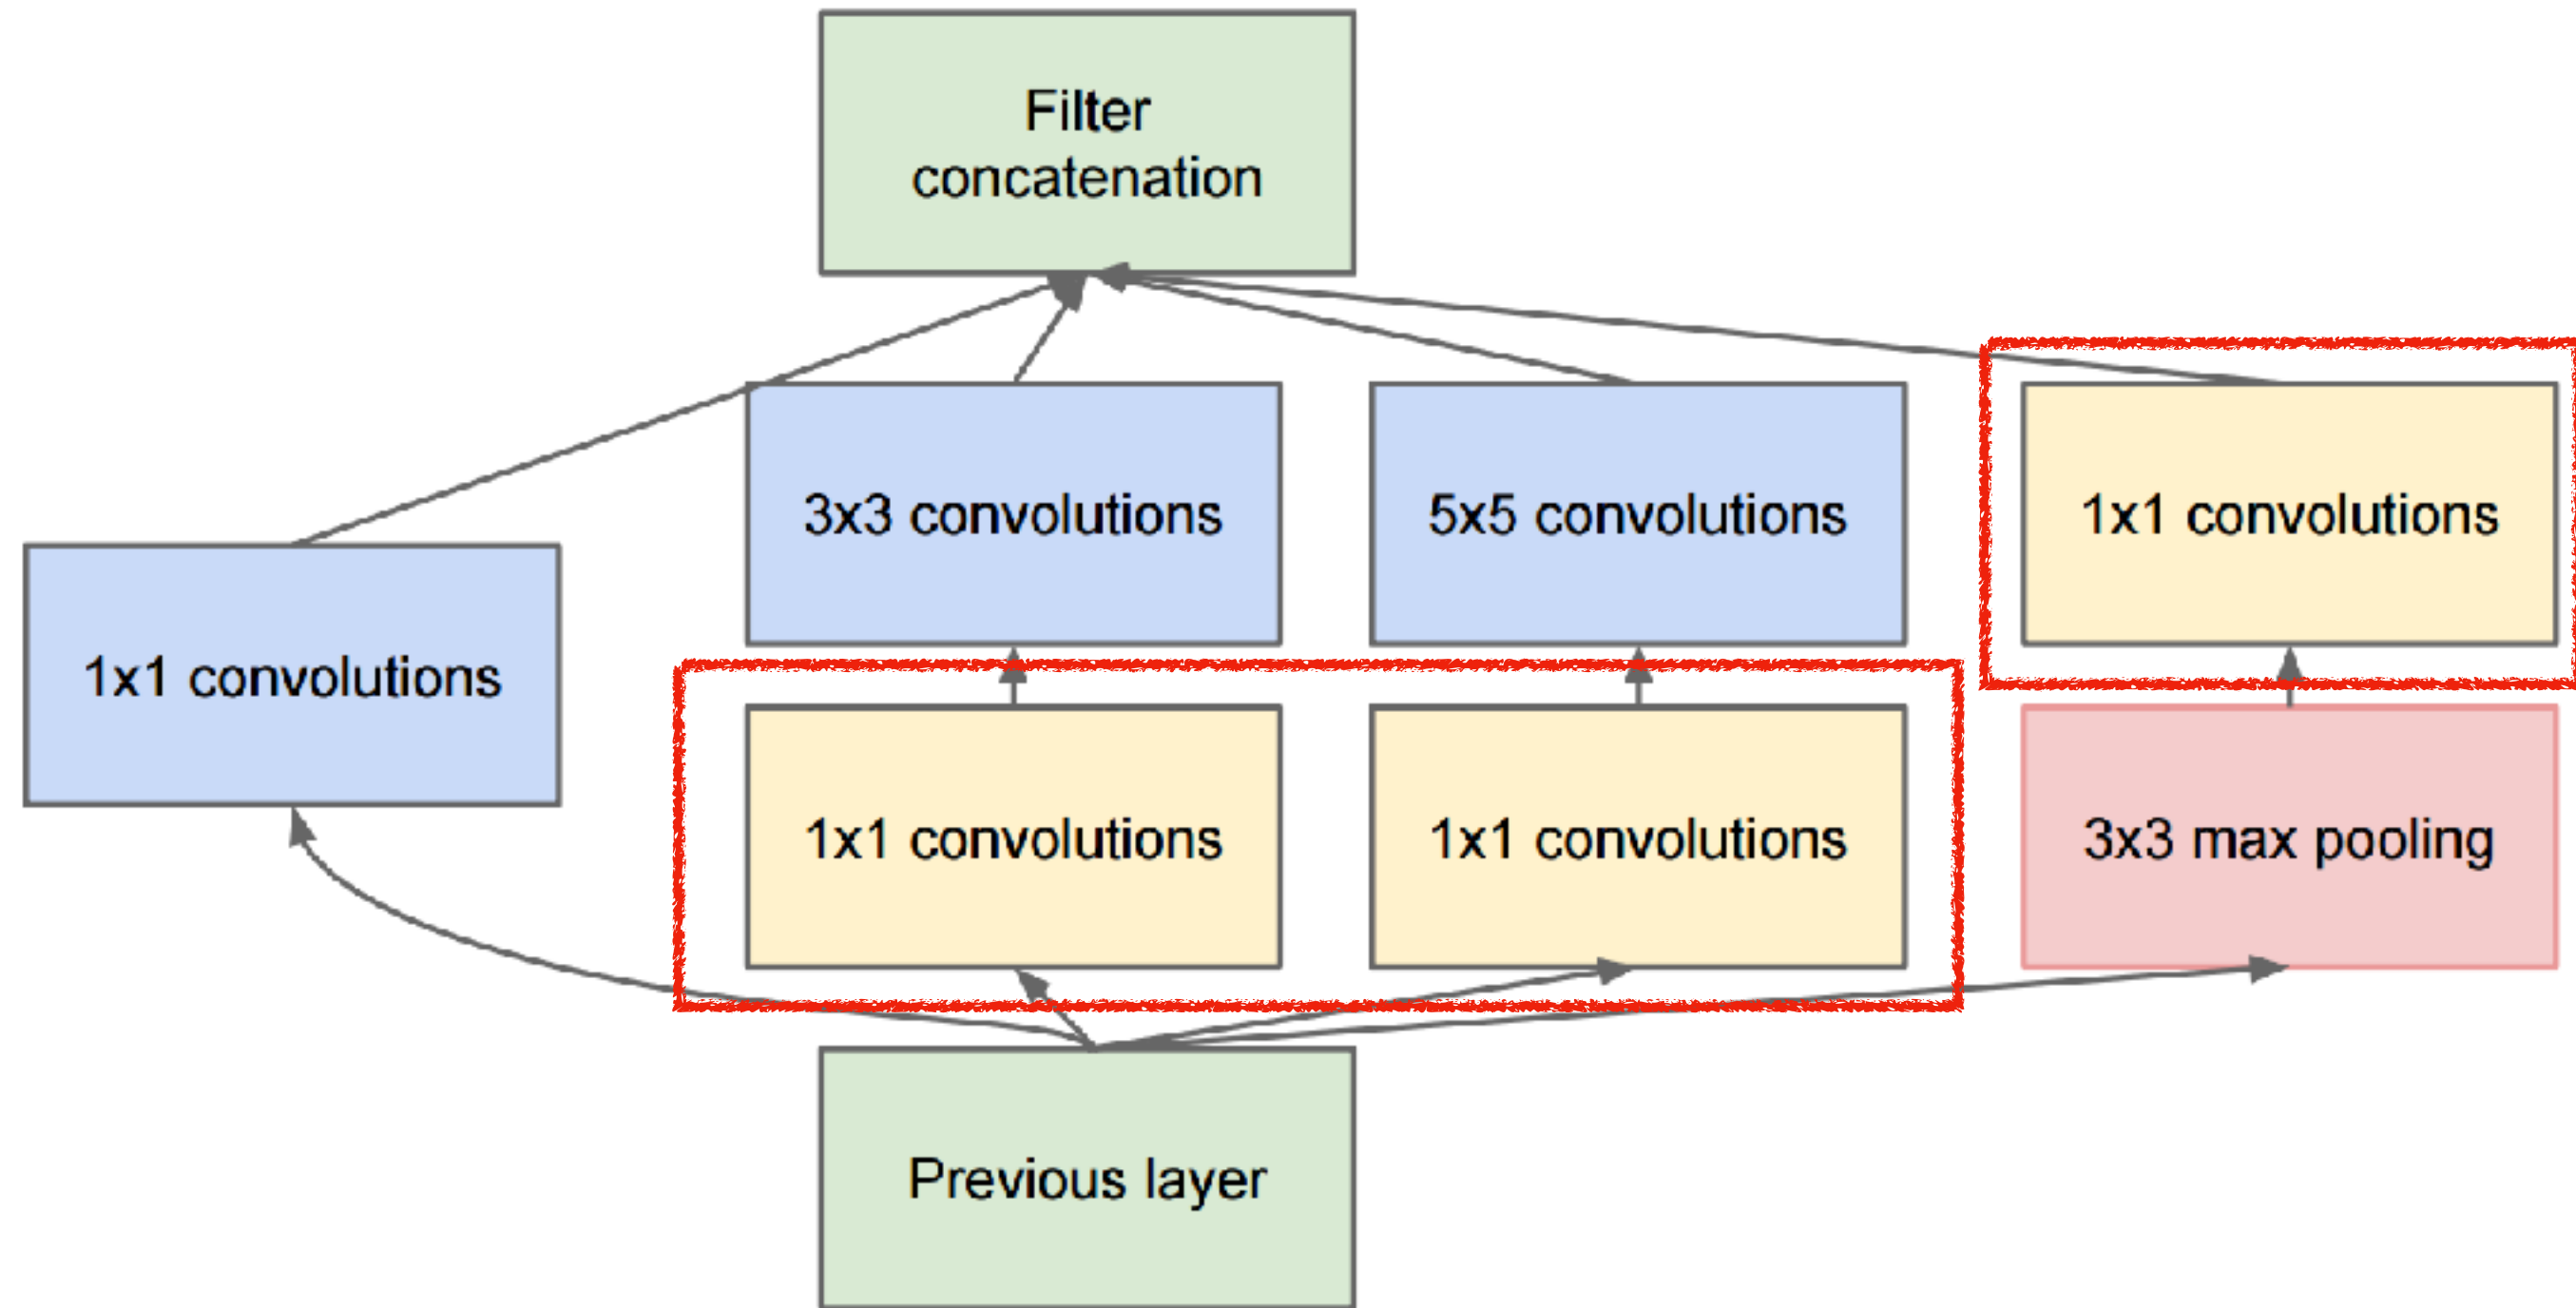 Filter
concatenation
3x3 convolutions
5x5 convolutions
1x1 convolutions
1x1 convolutions
1x1 convolutions
1x1 convolutions
3x3 max pooling
Previous layer